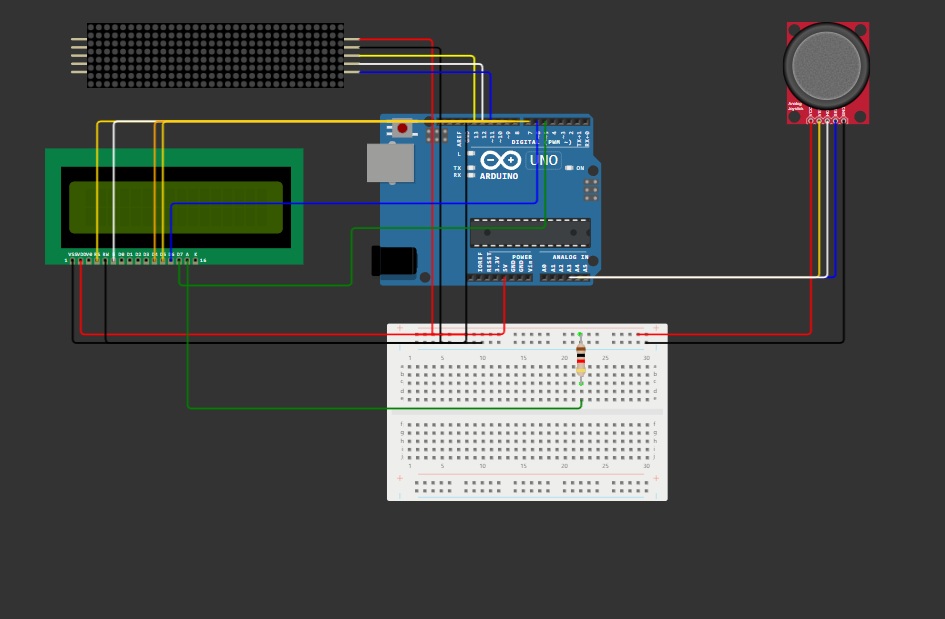 Analog
Joystick
VCC
AREF
GND
13
12
~11
~10
~9
8
7
4
~3
2
TX→1
RX←0
DIGITAL (PWM ~)
L
TX
RX
UNO
ARDUINO
ON
IOREF
RESET
3.3V
5V
GND
GND
Vin
POWER
ANALOG IN
A0
A1
A2
A3
A4
A5
VSS VDD V0 RS RW E D0 D1 D2 D3 D4 D5 D6 D7 A K
1 16
+ +
- -
1 5 10 15 20 25 30
a a
b b
c c
d d
e e
f f
g g
h h
i i
j j
1 5 10 15 20 25 30
+ +
- -